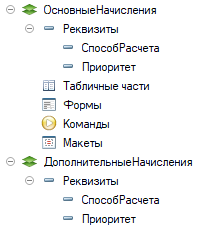 ОсновныеНачисления
Реквизиты
СпособРасчета
Приоритет
Табличные части
Формы
Команды
Макеты
ДополнительныеНачисления
Реквизиты
СпособРасчета
Приоритет